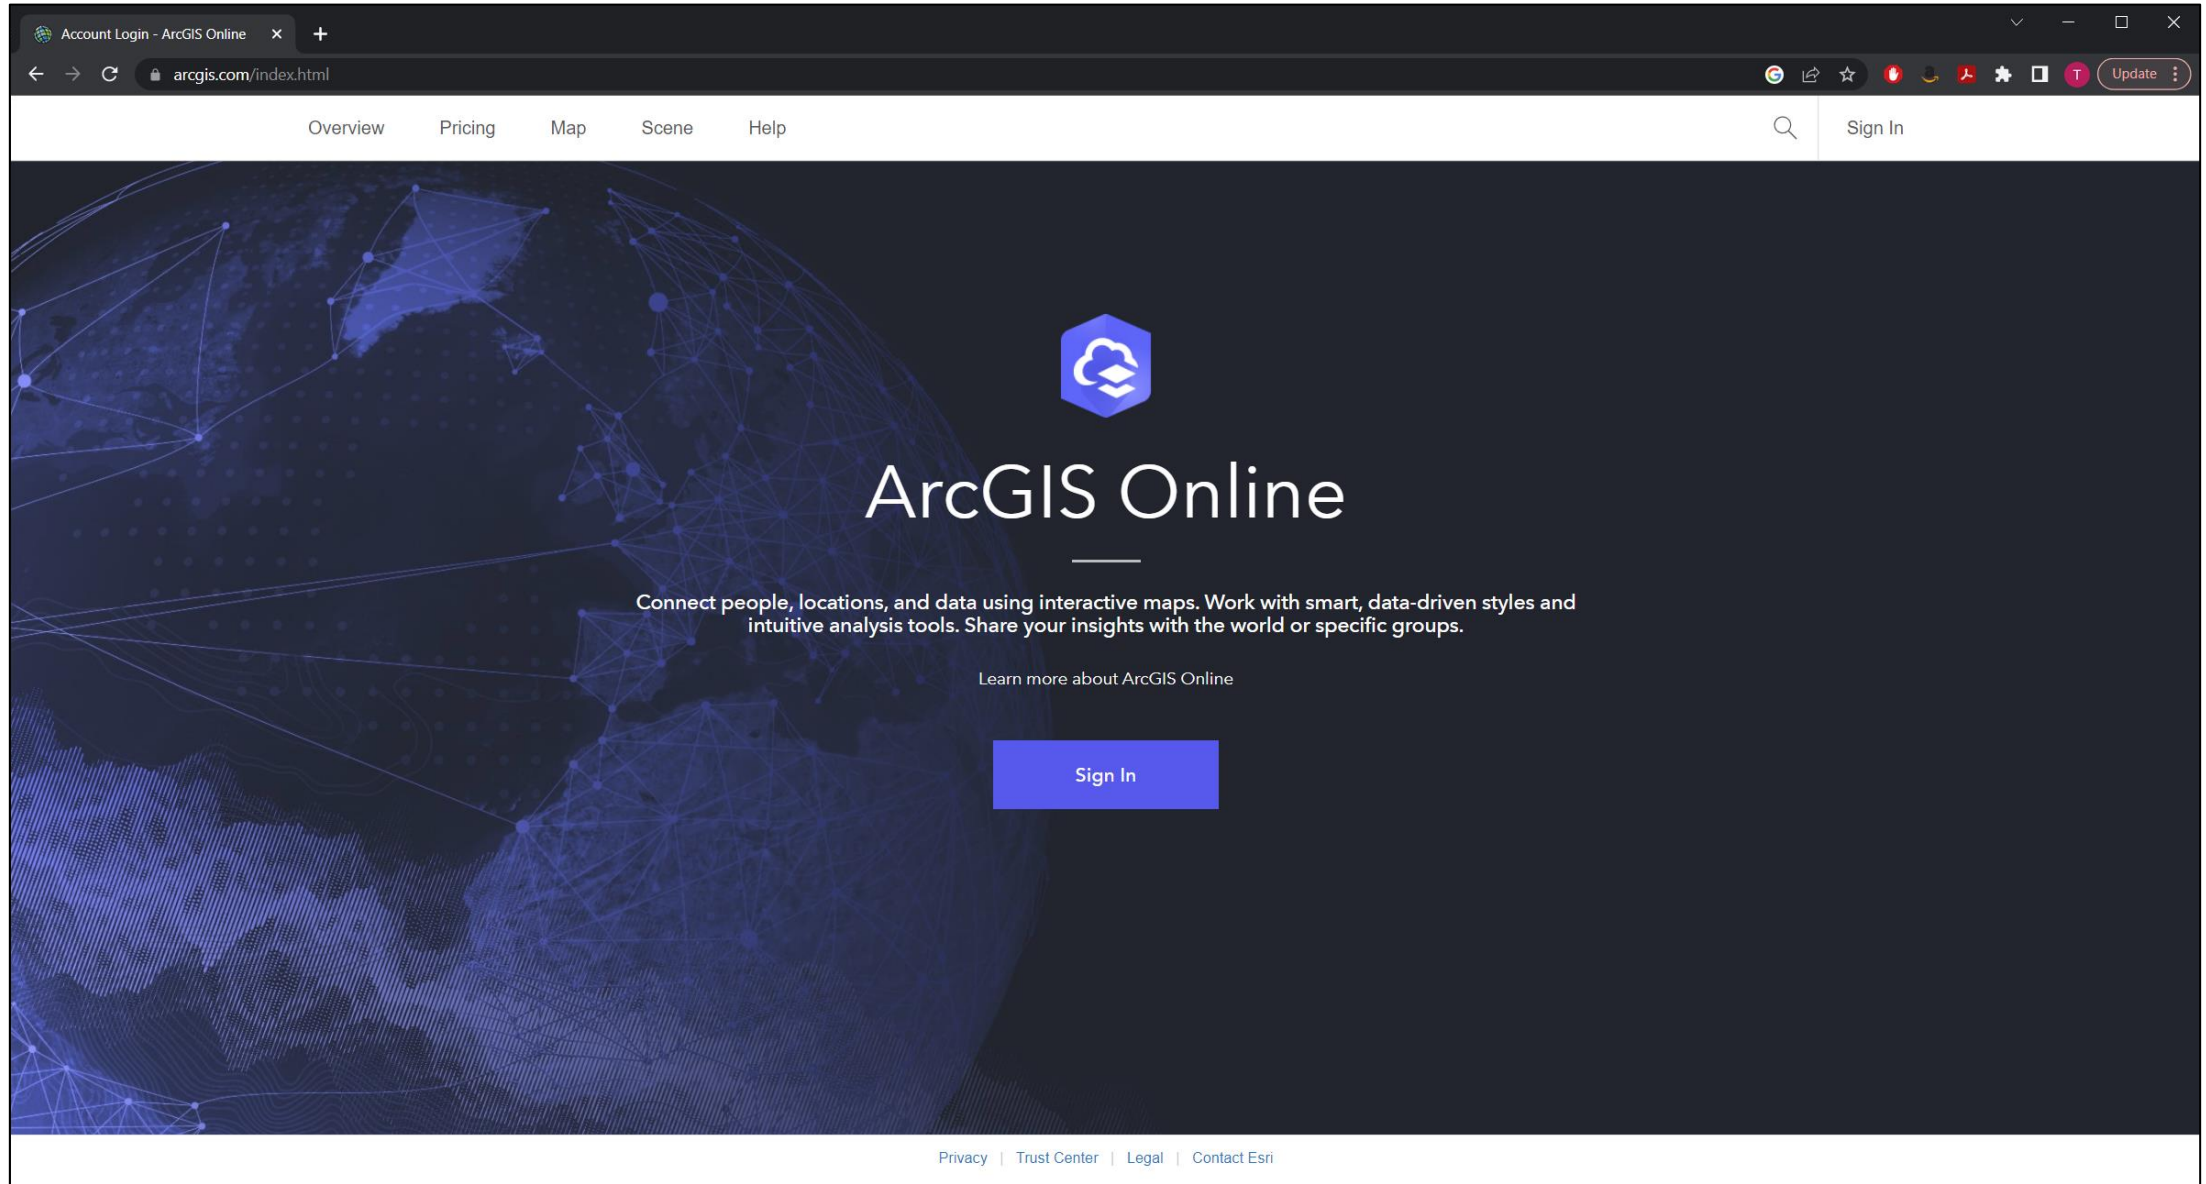 Account Login - ArcGIS Online
arcgis.com/index.html
T
Update
Overview Pricing Map Scene Help Sign In
ArcGIS Online
Connect people, locations, and data using interactive maps. Work with smart, data-driven styles and
intuitive analysis tools. Share your insights with the world or specific groups.
Learn more about ArcGIS Online
Sign In
Privacy | Trust Center | Legal | Contact Esri